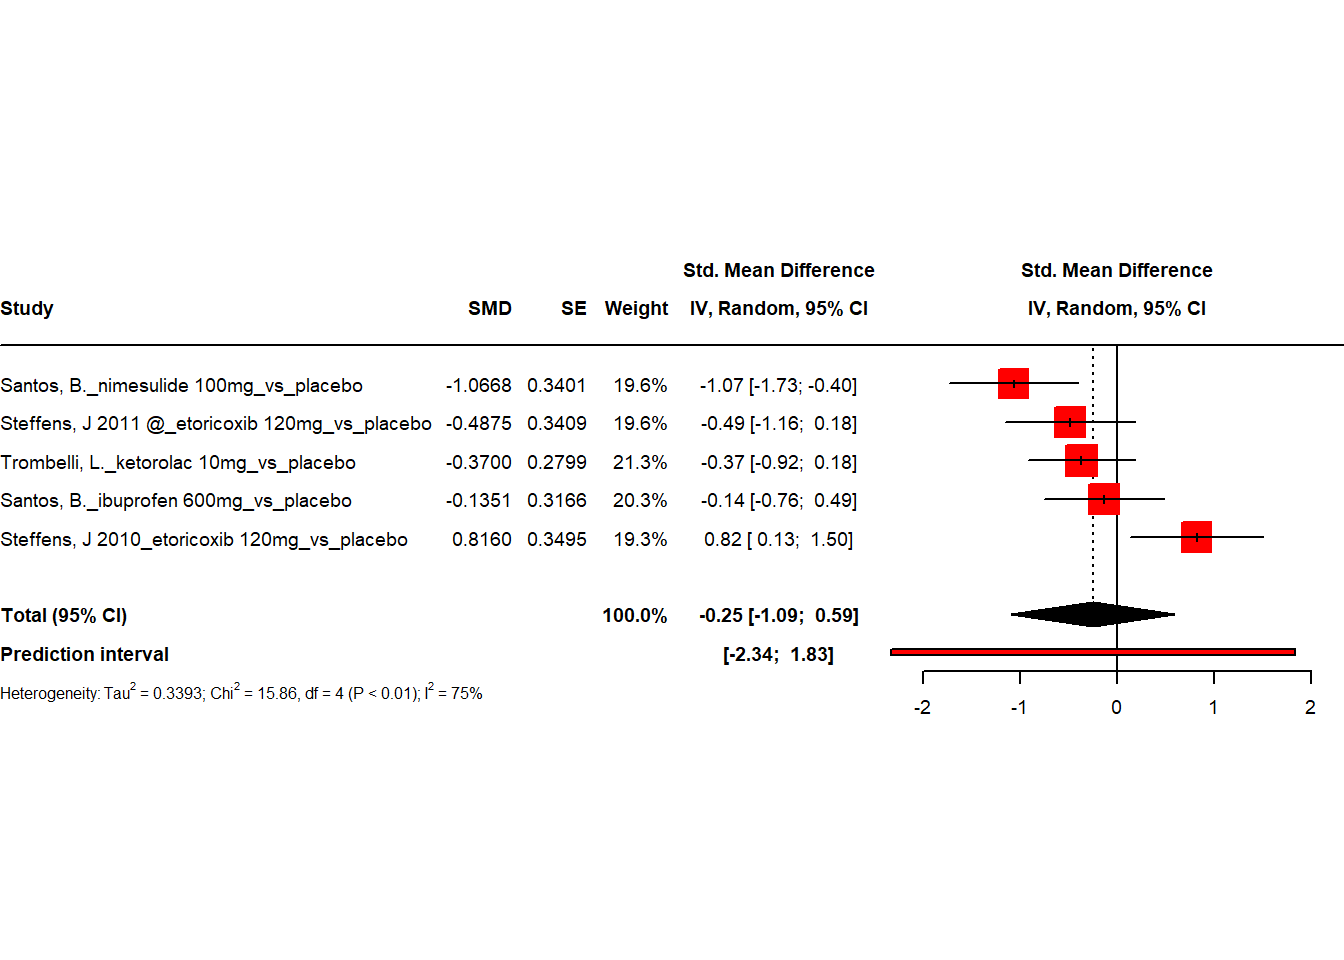 Std. Mean Difference Std. Mean Difference
Study SMD SE Weight IV, Random, 95% CI IV, Random, 95% CI
Santos, B._nimesulide 100mg_vs_placebo -1.0668 0.3401 19.6% -1.07 [-1.73; -0.40]
Steffens, J 2011 @_etoricoxib 120mg_vs_placebo -0.4875 0.3409 19.6% -0.49 [-1.16; 0.18]
Trombelli, L._ketorolac 10mg_vs_placebo -0.3700 0.2799 21.3% -0.37 [-0.92; 0.18]
Santos, B._ibuprofen 600mg_vs_placebo -0.1351 0.3166 20.3% -0.14 [-0.76; 0.49]
Steffens, J 2010_etoricoxib 120mg_vs_placebo 0.8160 0.3495 19.3% 0.82 [ 0.13; 1.50]
Total (95% CI) 100.0% -0.25 [-1.09; 0.59]
Prediction interval [-2.34; 1.83]
Heterogeneity: Tau² = 0.3393; Chi² = 15.86, df = 4 (P < 0.01); I² = 75%
-2 -1 0 1 2